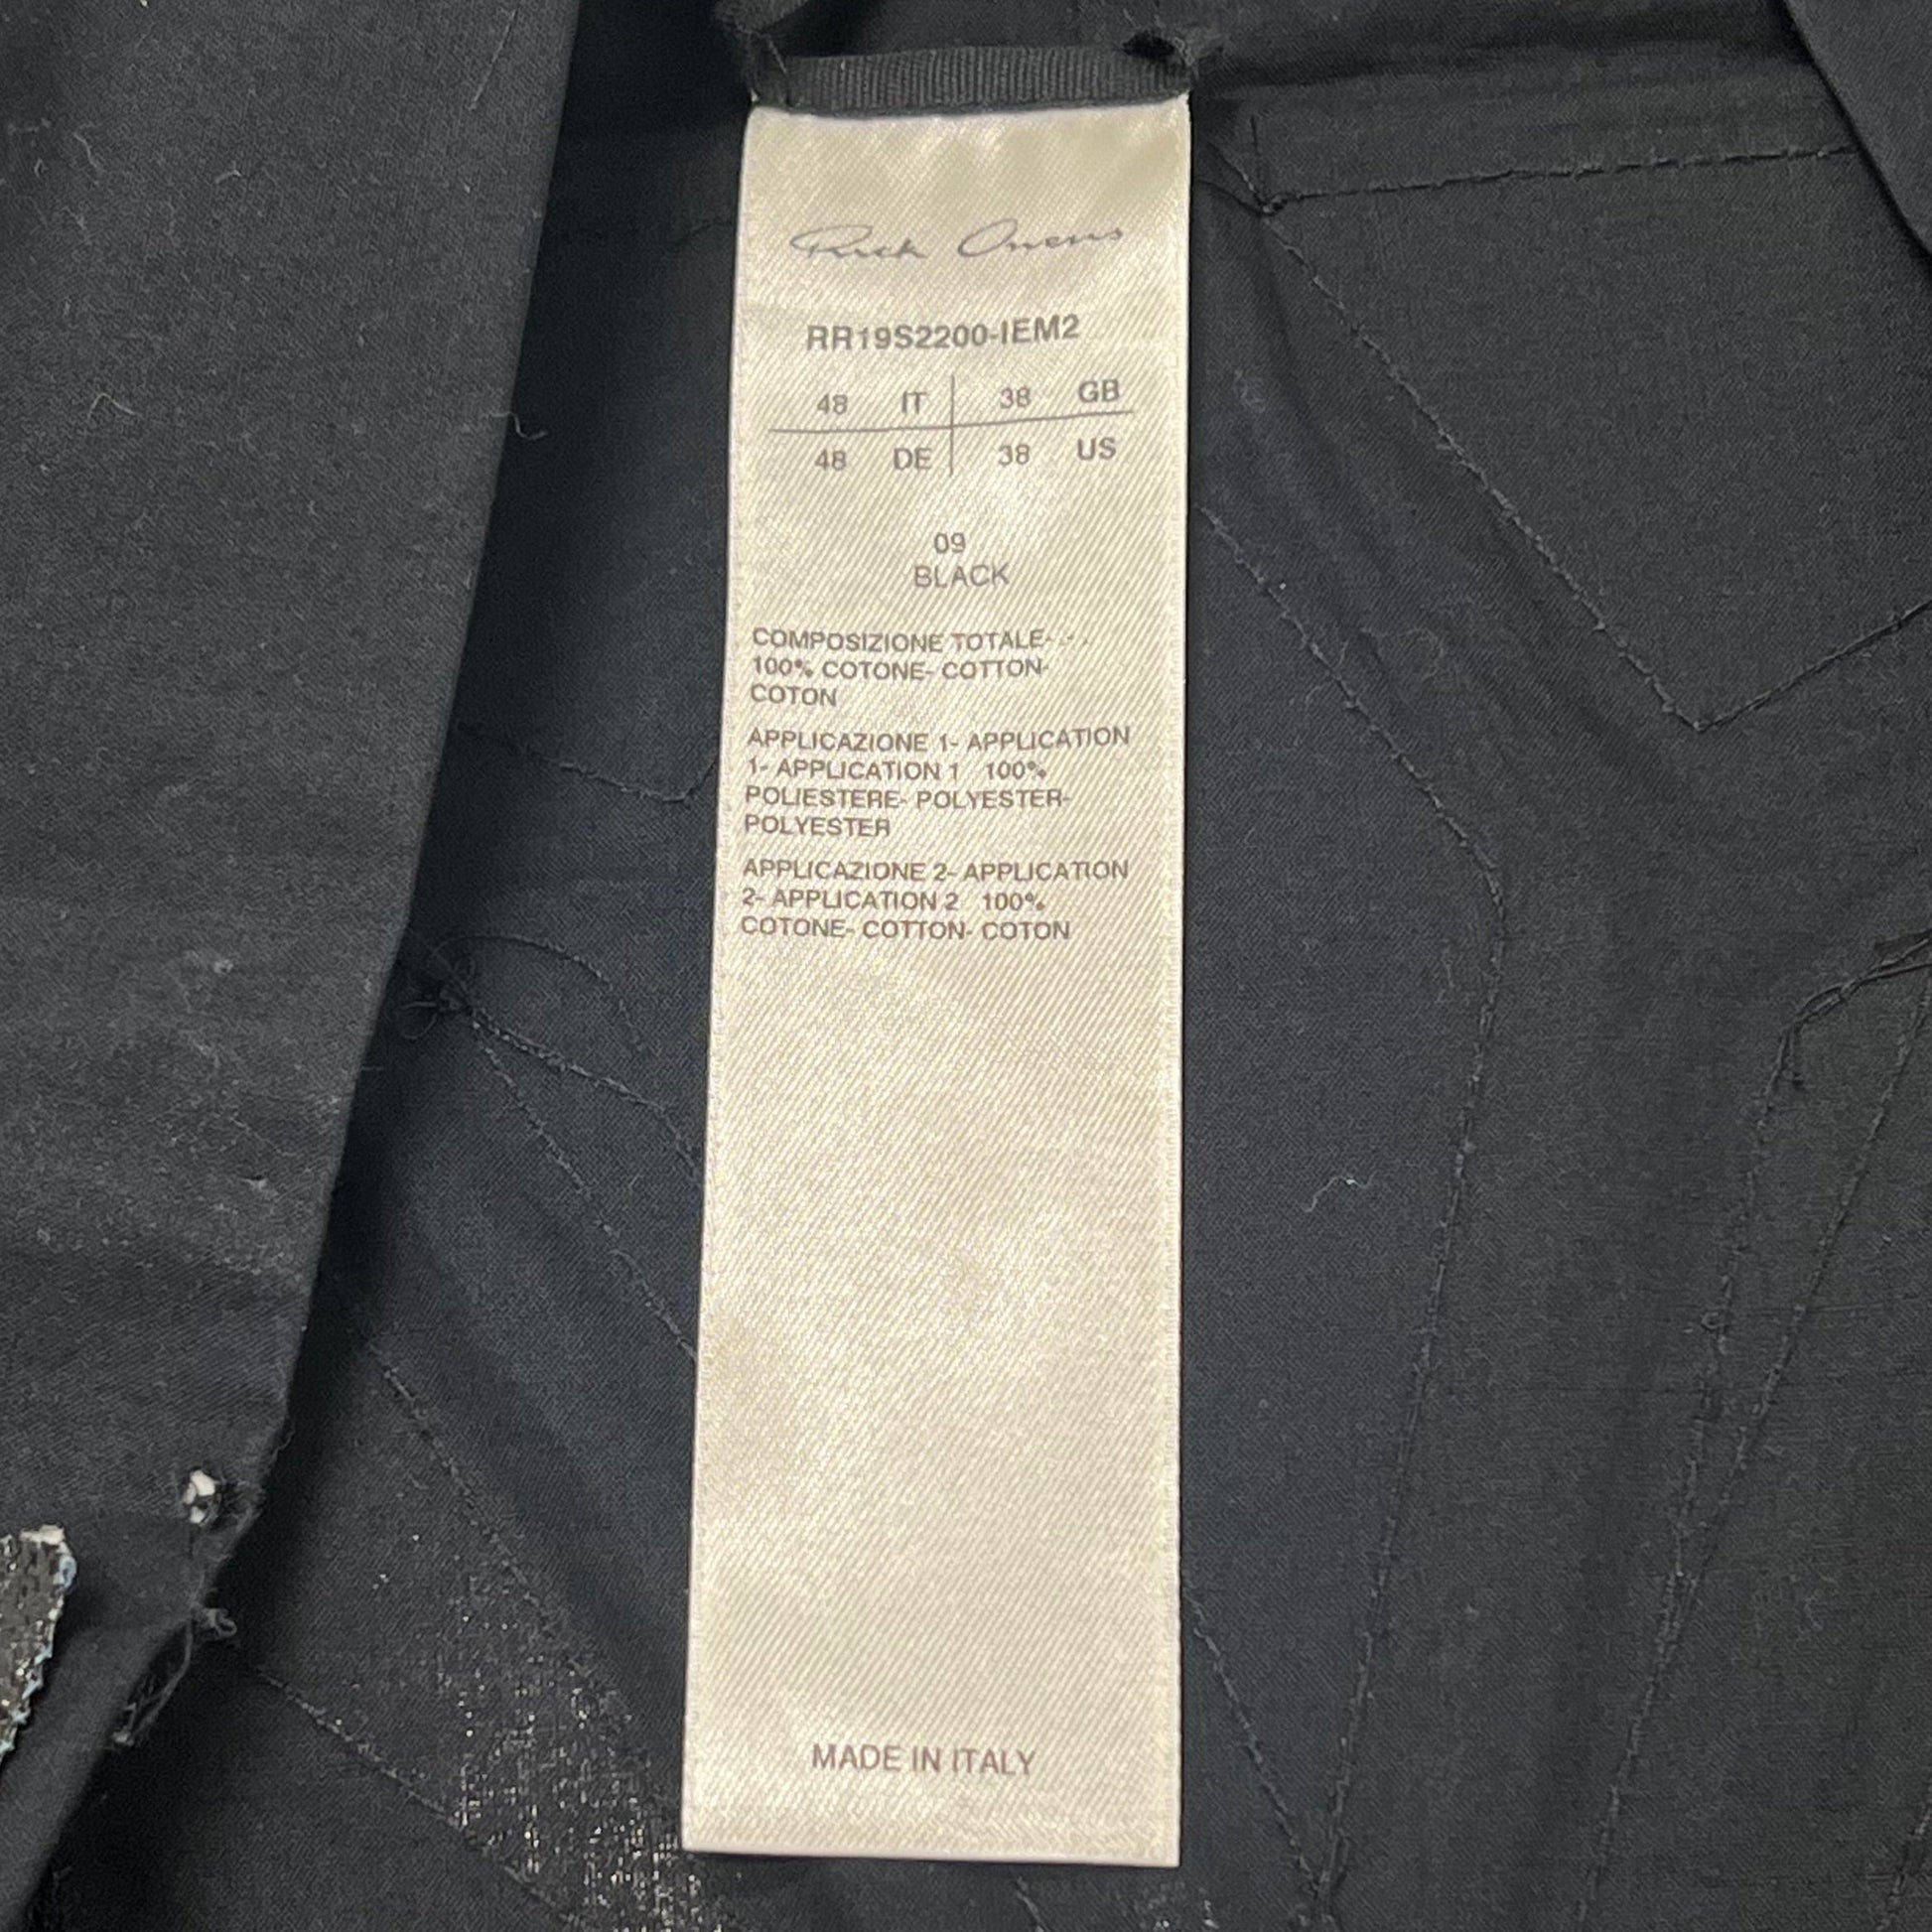 Rick Owens
RR19S2200-IEM2
48 IT 38 GB
48 DE 38 US
09
BLACK
COMPOSIZIONE TOTALE- - -
100% COTONE- COTTON-
COTON
APPLICAZIONE 1- APPLICATION
1- APPLICATION 1 100%
POLIESTERE- POLYESTER-
POLYESTER
APPLICAZIONE 2- APPLICATION
2- APPLICATION 2 100%
COTONE- COTTON- COTON
MADE IN ITALY